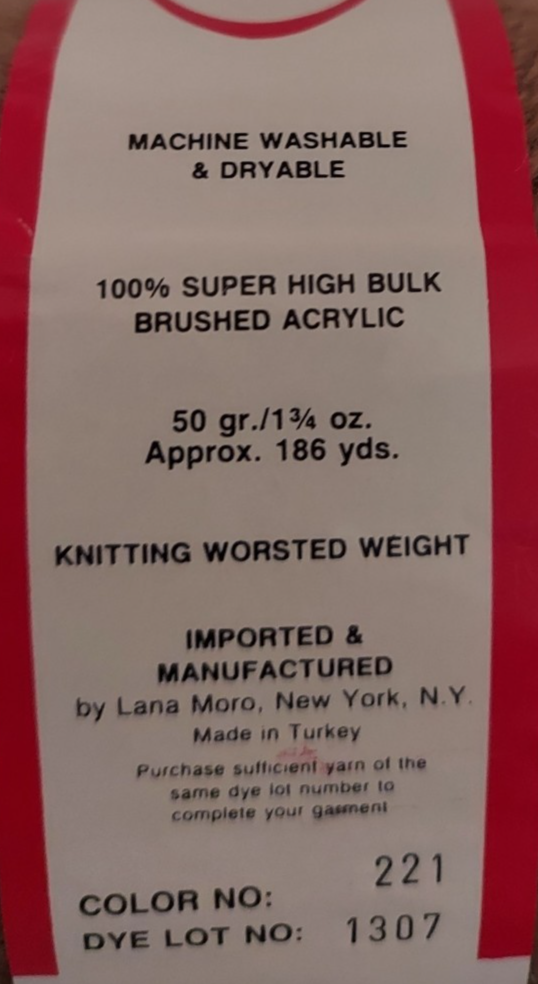 MACHINE WASHABLE
& DRYABLE
100% SUPER HIGH BULK
BRUSHED ACRYLIC
50 gr./1¾ oz.
Approx. 186 yds.
KNITTING WORSTED WEIGHT
IMPORTED &
MANUFACTURED
by Lana Moro, New York, N.Y.
Made in Turkey
Purchase sufficient yarn of the
same dye lot number to
complete your garment
COLOR NO: 221
DYE LOT NO: 1307